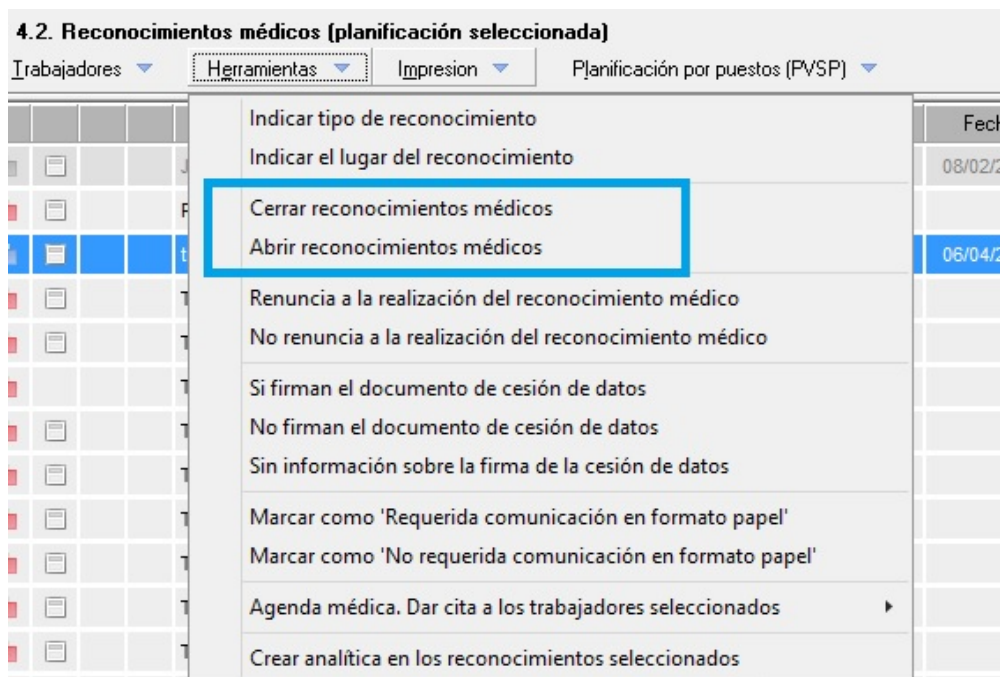 4.2. Reconocimientos médicos (planificación seleccionada)
Trabajadores Herramientas Impresion Planificación por puestos (PVSP)
Indicar tipo de reconocimiento
Indicar el lugar del reconocimiento
08/02/2
Cerrar reconocimientos médicos
Abrir reconocimientos médicos
06/04/2
Renuncia a la realización del reconocimiento médico
No renuncia a la realización del reconocimiento médico
Si firman el documento de cesión de datos
No firman el documento de cesión de datos
Sin información sobre la firma de la cesión de datos
Marcar como 'Requerida comunicación en formato papel'
Marcar como 'No requerida comunicación en formato papel'
Agenda médica. Dar cita a los trabajadores seleccionados
Crear analítica en los reconocimientos seleccionados